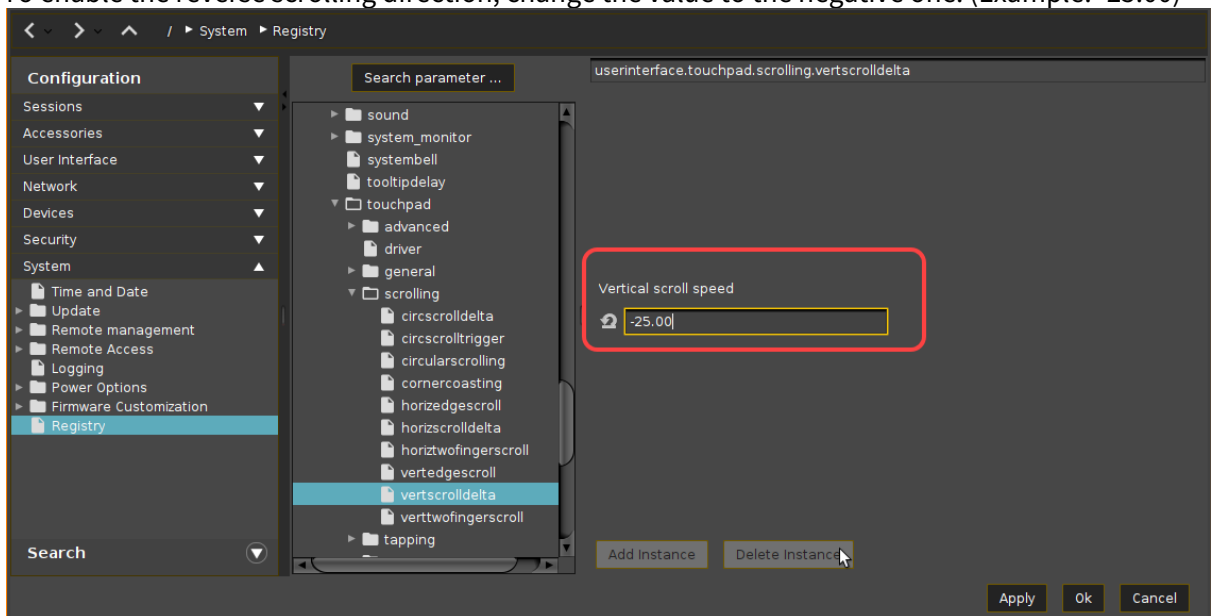 To enable the reverse scrolling direction, change the value to the negative one. (Example: -25.00)
/ System Registry
Configuration
Sessions
Accessories
User Interface
Network
Devices
Security
System
Time and Date
Update
Remote management
Remote Access
Logging
Power Options
Firmware Customization
Registry
Search
Search parameter ...
sound
system_monitor
systembell
tooltipdelay
touchpad
advanced
driver
general
scrolling
circscrolldelta
circscrolltrigger
circularscrolling
cornercoasting
horizedgescroll
horizscrolldelta
horiztwofingerscroll
vertedgescroll
vertscrolldelta
verttwofingerscroll
tapping
userinterface.touchpad.scrolling.vertscrolldelta
Vertical scroll speed
-25.00
Add Instance Delete Instance
Apply Ok Cancel